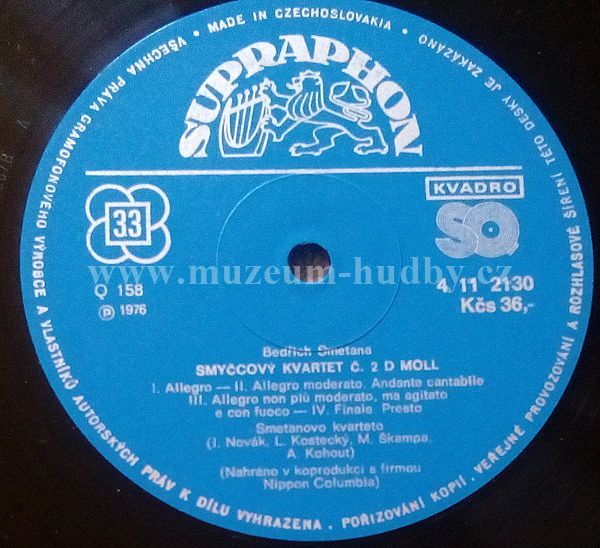 VŠECHNA PRÁVA GRAMOFONOVÉHO VÝROBCE A VLASTNÍKŮ AUTORSKÝCH PRÁV K DÍLU VYHRAZENA . POŘIZOVÁNÍ KOPIÍ . VEŘEJNÉ PROVOZOVÁNÍ A ROZHLASOVÉ ŠÍŘENÍ TÉTO DESKY JE ZAKÁZÁNO
• MADE IN CZECHOSLOVAKIA •
SUPRAPHON
33
KVADRO
SQ
www.muzeum-hudby.cz
Q 158
℗ 1976
4 11 2130
Kčs 36,-
Bedřich Smetana
SMYČCOVÝ KVARTET Č. 2 D MOLL
I. Allegro — II. Allegro moderato. Andante cantabile
III. Allegro non più moderato, ma agitato
e con fuoco — IV. Finale. Presto
Smetanovo kvarteto
(J. Novák, L. Kostecký, M. Škampa,
A. Kohout)
(Nahráno v koprodukci s firmou
Nippon Columbia)